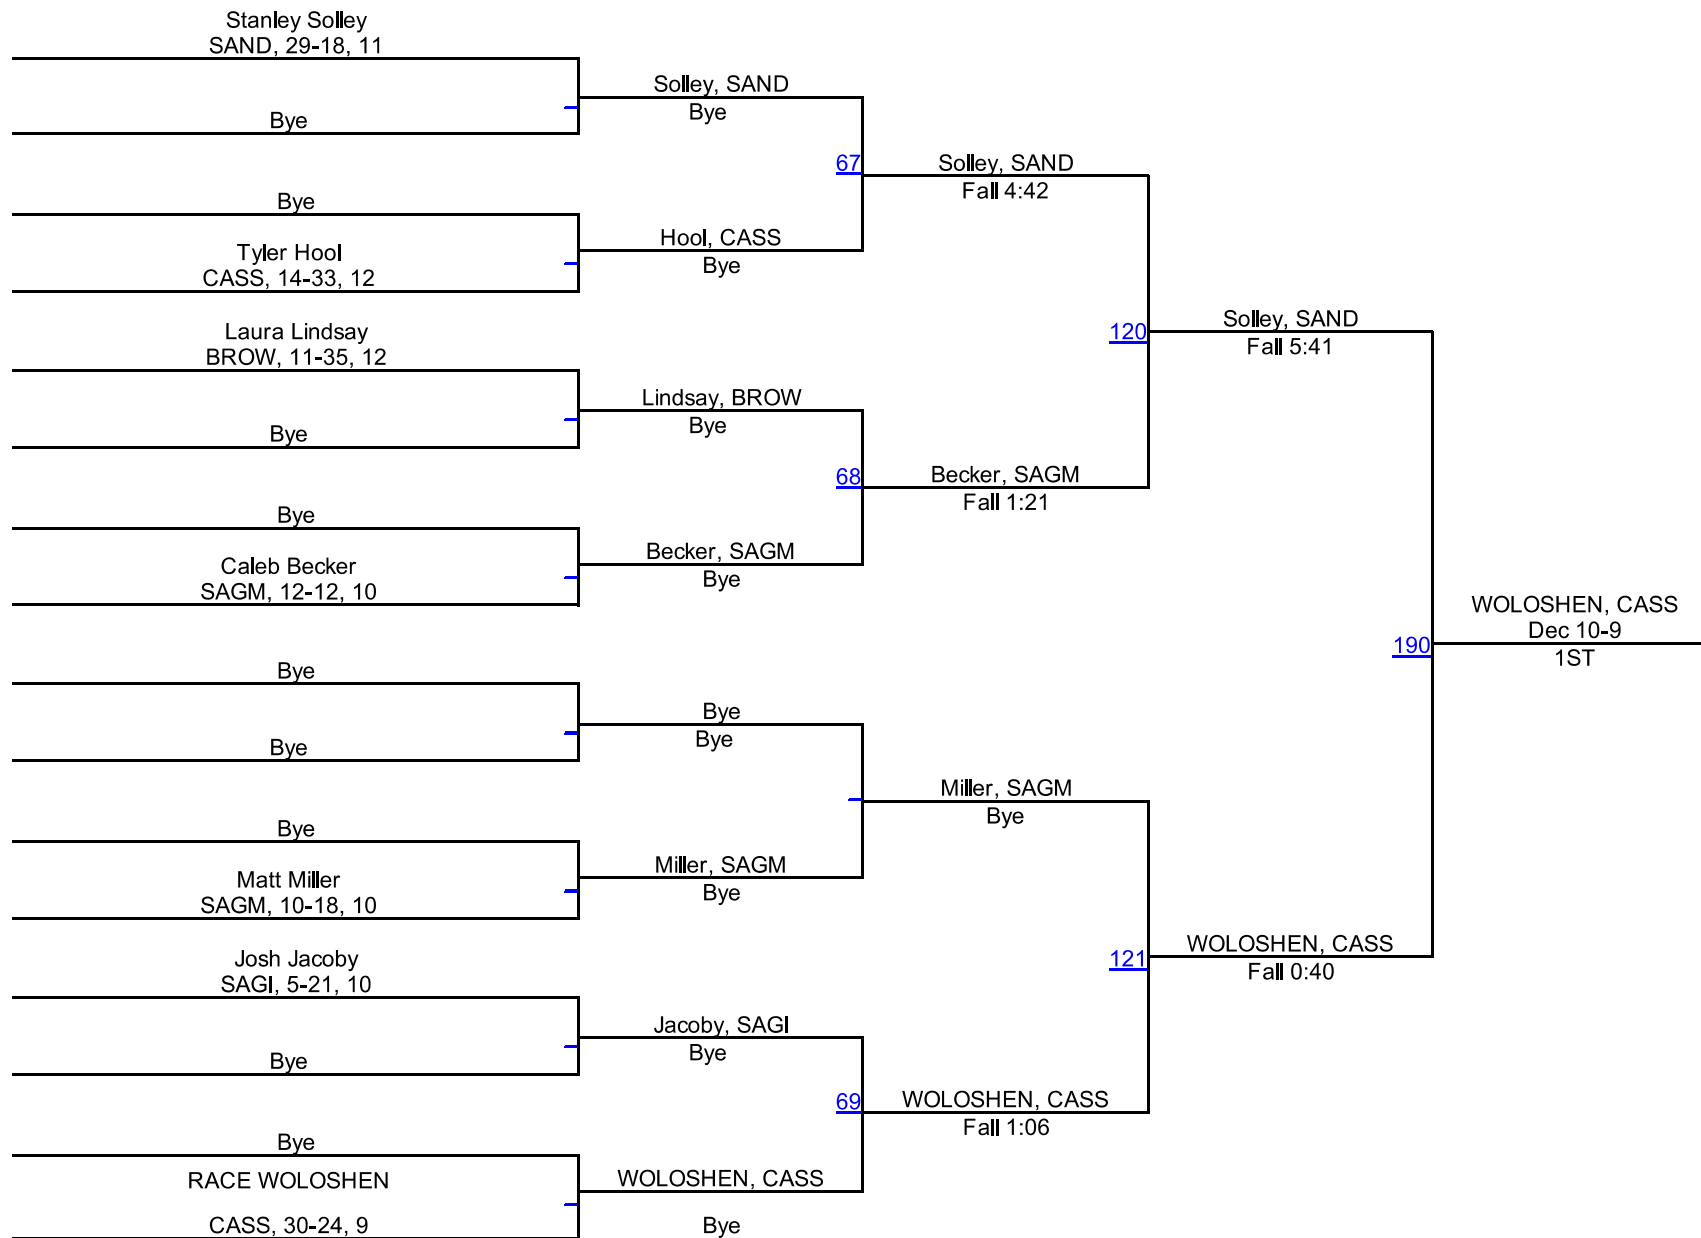 Stanley Solley
SAND, 29-18, 11
Bye
Bye
Tyler Hool
CASS, 14-33, 12
Laura Lindsay
BROW, 11-35, 12
Bye
Bye
Caleb Becker
SAGM, 12-12, 10
Bye
Bye
Bye
Matt Miller
SAGM, 10-18, 10
Josh Jacoby
SAGI, 5-21, 10
Bye
Bye
RACE WOLOSHEN
CASS, 30-24, 9
Solley, SAND
Bye
67
Hool, CASS
Bye
Lindsay, BROW
Bye
68
Becker, SAGM
Bye
Bye
Bye
Miller, SAGM
Bye
Jacoby, SAGI
Bye
69
WOLOSHEN, CASS
Bye
Solley, SAND
Fall 4:42
120
Becker, SAGM
Fall 1:21
Miller, SAGM
Bye
121
WOLOSHEN, CASS
Fall 1:06
Solley, SAND
Fall 5:41
190
WOLOSHEN, CASS
Fall 0:40
WOLOSHEN, CASS
Dec 10-9
1ST